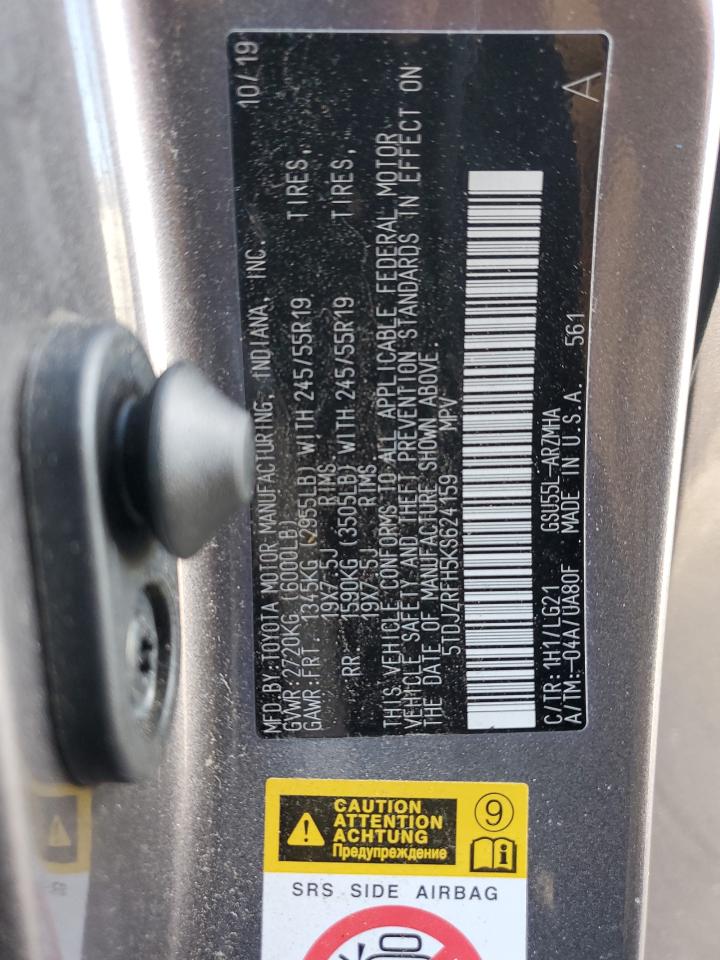 MFD.BY:TOYOTA MOTOR MANUFACTURING, INDIANA, INC. 10/19
GVWR:2720KG (6000LB)
GAWR:FRT. 1345KG (2955LB) WITH 245/55R19 TIRES,
19X7.5J RIMS
RR. 1590KG (3505LB) WITH 245/55R19 TIRES,
19X7.5J RIMS
THIS VEHICLE CONFORMS TO ALL APPLICABLE FEDERAL MOTOR
VEHICLE SAFETY AND THEFT PREVENTION STANDARDS IN EFFECT ON
THE DATE OF MANUFACTURE SHOWN ABOVE.
5TDJZRFH5KS624159 MPV
C/TR:1H1/LG21 GSU55L-ARZMHA
A/TM:-04A/UA80F MADE IN U.S.A. 561
A
CAUTION
ATTENTION
ACHTUNG
Предупреждение
9
i
SRS SIDE AIRBAG